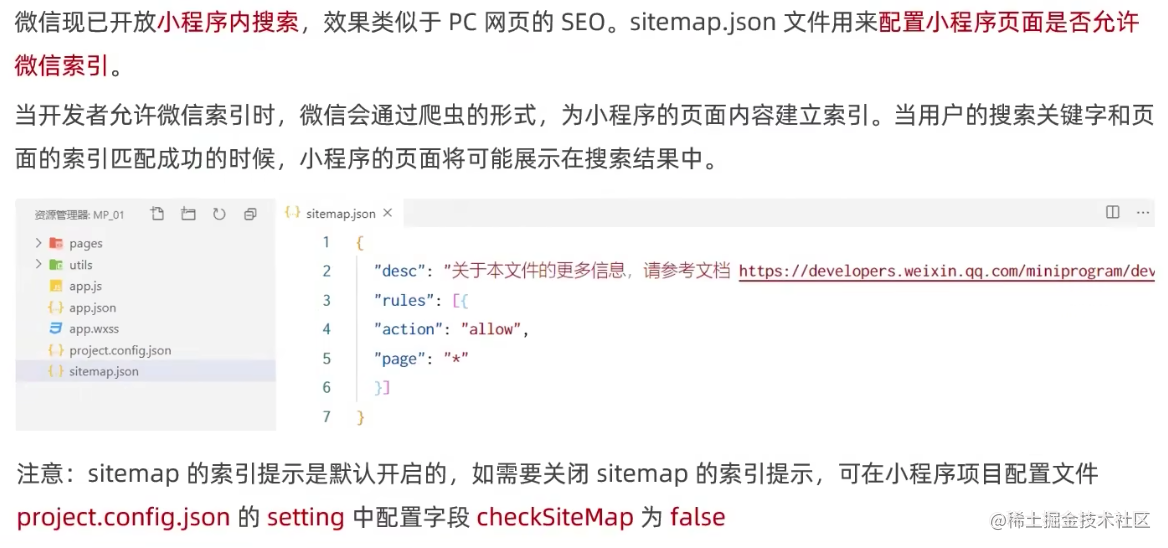 微信现已开放小程序内搜索，效果类似于 PC 网页的 SEO。sitemap.json 文件用来配置小程序页面是否允许
微信索引。
当开发者允许微信索引时，微信会通过爬虫的形式，为小程序的页面内容建立索引。当用户的搜索关键字和页
面的索引匹配成功的时候，小程序的页面将可能展示在搜索结果中。
资源管理器: MP_01
pages
utils
app.js
app.json
app.wxss
project.config.json
sitemap.json
sitemap.json ×
1 {
2 "desc": "关于本文件的更多信息，请参考文档 https://developers.weixin.qq.com/miniprogram/dev
3 "rules": [{
4 "action": "allow",
5 "page": "*"
6 }]
7 }
注意：sitemap 的索引提示是默认开启的，如需要关闭 sitemap 的索引提示，可在小程序项目配置文件
project.config.json 的 setting 中配置字段 checkSiteMap 为 false
@稀土掘金技术社区